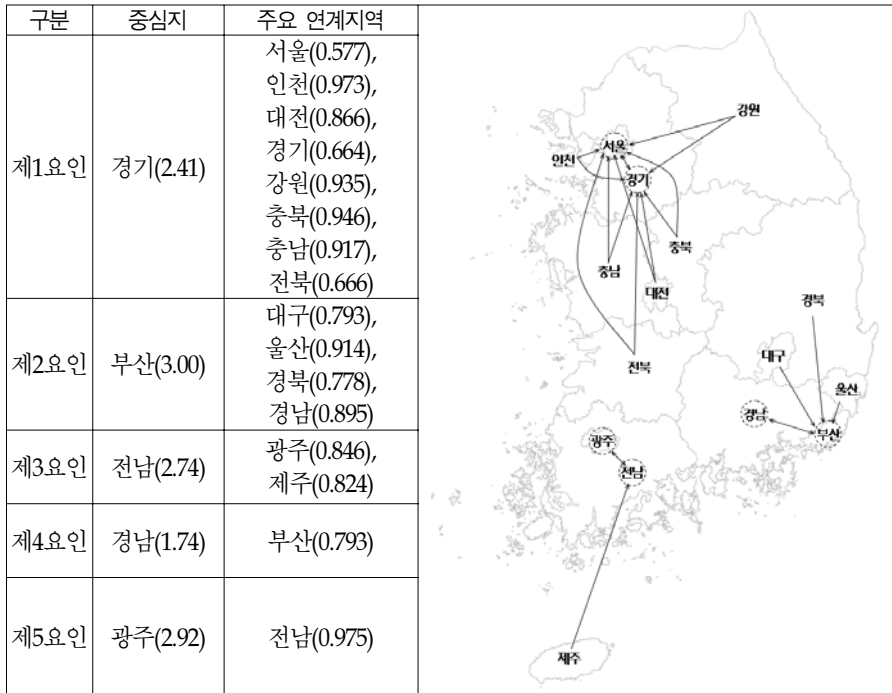 구분 중심지 주요 연계지역
서울(0.577),
인천(0.973),
대전(0.866),
제1요인 경기(2.41) 경기(0.664),
강원(0.935),
충북(0.946),
충남(0.917),
전북(0.666)
대구(0.793),
제2요인 부산(3.00) 울산(0.914),
경북(0.778),
경남(0.895)
제3요인 전남(2.74) 광주(0.846),
제주(0.824)
제4요인 경남(1.74) 부산(0.793)
제5요인 광주(2.92) 전남(0.975)
강원
서울
인천
경기
충북
충남
대전
경북
대구
전북
울산
경남
부산
광주
전남
제주